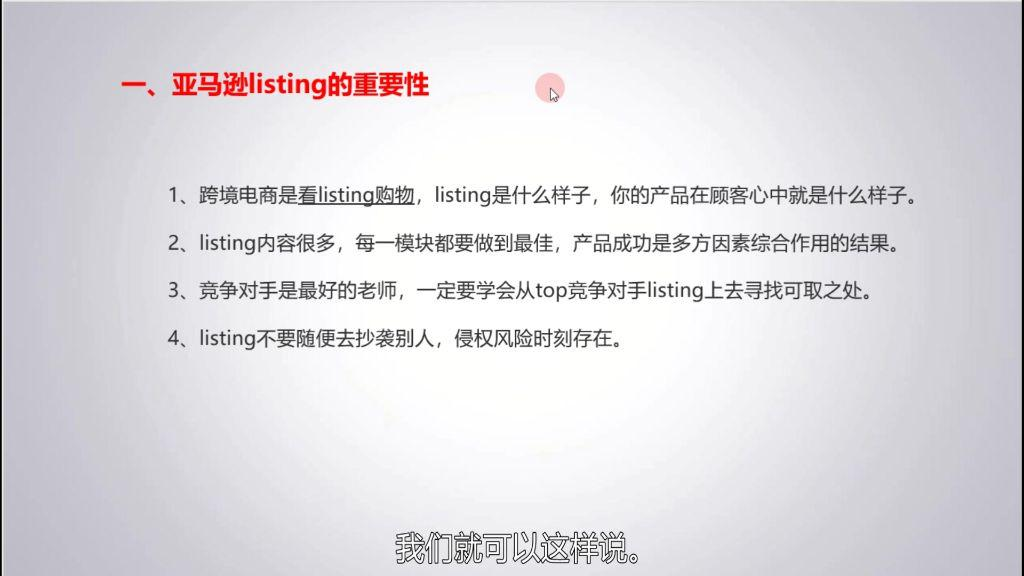 一、亚马逊listing的重要性
1、跨境电商是看listing购物，listing是什么样子，你的产品在顾客心中就是什么样子。
2、listing内容很多，每一模块都要做到最佳，产品成功是多方因素综合作用的结果。
3、竞争对手是最好的老师，一定要学会从top竞争对手listing上去寻找可取之处。
4、listing不要随便去抄袭别人，侵权风险时刻存在。
我们就可以这样说。